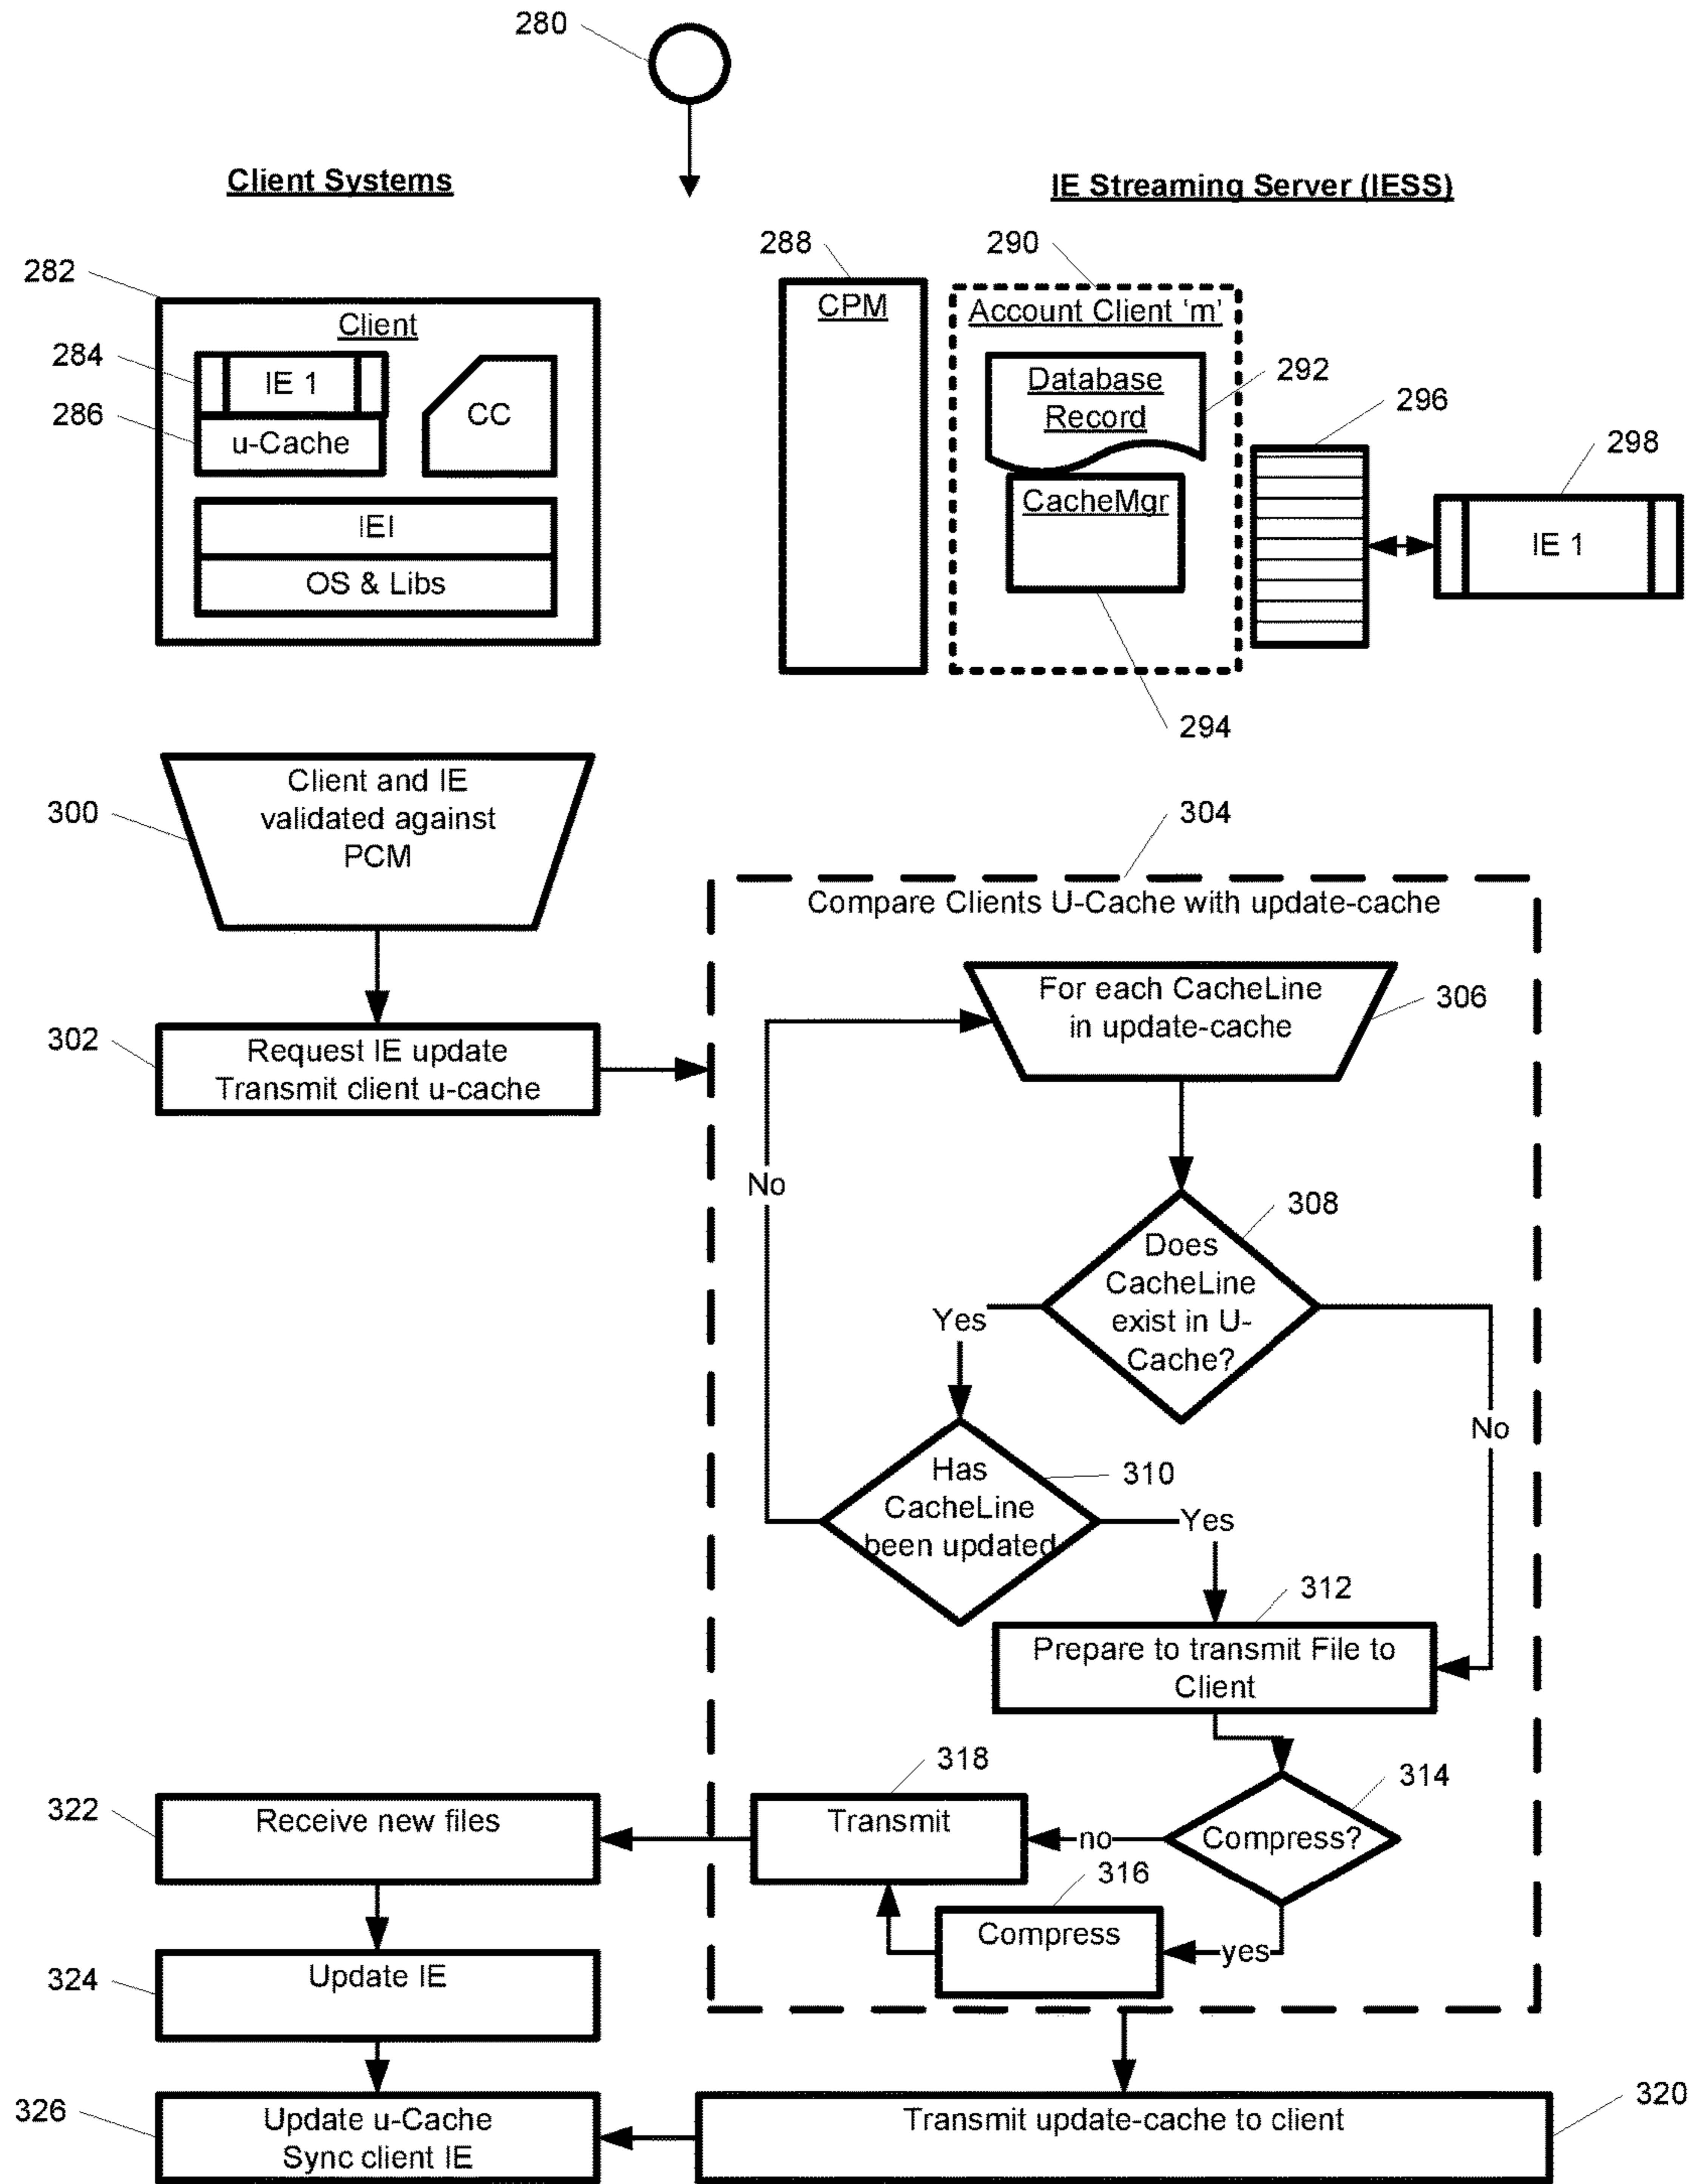 280
Client Systems
IE Streaming Server (IESS)
282
Client
284
IE 1
286
u-Cache
CC
IEI
OS & Libs
288
CPM
290
Account Client 'm'
Database
Record
292
CacheMgr
294
296
298
IE 1
300
Client and IE
validated against
PCM
302
Request IE update
Transmit client u-cache
304
Compare Clients U-Cache with update-cache
For each CacheLine
in update-cache
306
No
308
Does
CacheLine
exist in U-
Cache?
Yes
No
Has
CacheLine
been updated
310
Yes
312
Prepare to transmit File to
Client
314
Compress?
no
318
Transmit
316
Compress
yes
322
Receive new files
324
Update IE
326
Update u-Cache
Sync client IE
Transmit update-cache to client
320